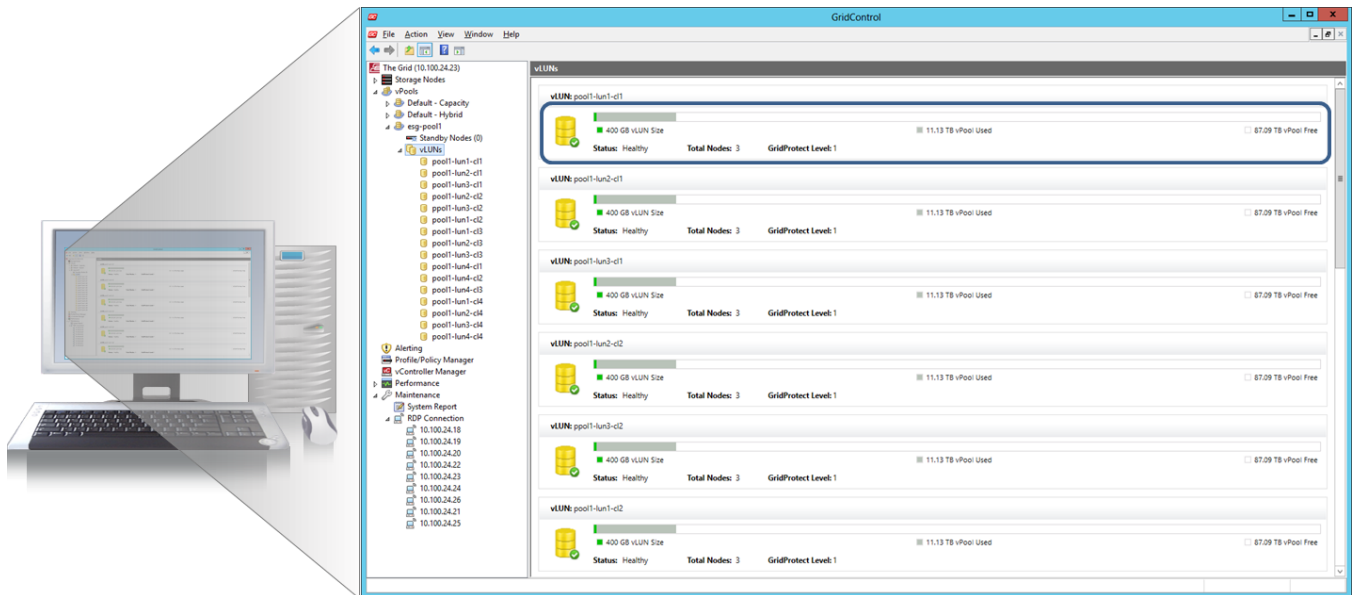 GridControl
File Action View Window Help
The Grid (10.100.24.23)
Storage Nodes
vPools
Default - Capacity
Default - Hybrid
esg-pool1
Standby Nodes (0)
vLUNs
pool1-lun1-cl1
pool1-lun2-cl1
pool1-lun3-cl1
pool1-lun2-cl2
ppol1-lun3-cl2
pool1-lun1-cl2
pool1-lun1-cl3
pool1-lun2-cl3
pool1-lun3-cl3
pool1-lun4-cl1
pool1-lun4-cl2
pool1-lun4-cl3
pool1-lun1-cl4
pool1-lun2-cl4
pool1-lun3-cl4
pool1-lun4-cl4
Alerting
Profile/Policy Manager
vController Manager
Performance
Maintenance
System Report
RDP Connection
10.100.24.18
10.100.24.19
10.100.24.20
10.100.24.22
10.100.24.23
10.100.24.24
10.100.24.26
10.100.24.21
10.100.24.25
vLUNs
vLUN: pool1-lun1-cl1
400 GB vLUN Size 11.13 TB vPool Used 87.09 TB vPool Free
Status: Healthy Total Nodes: 3 GridProtect Level: 1
vLUN: pool1-lun2-cl1
400 GB vLUN Size 11.13 TB vPool Used 87.09 TB vPool Free
Status: Healthy Total Nodes: 3 GridProtect Level: 1
vLUN: pool1-lun3-cl1
400 GB vLUN Size 11.13 TB vPool Used 87.09 TB vPool Free
Status: Healthy Total Nodes: 3 GridProtect Level: 1
vLUN: pool1-lun2-cl2
400 GB vLUN Size 11.13 TB vPool Used 87.09 TB vPool Free
Status: Healthy Total Nodes: 3 GridProtect Level: 1
vLUN: ppol1-lun3-cl2
400 GB vLUN Size 11.13 TB vPool Used 87.09 TB vPool Free
Status: Healthy Total Nodes: 3 GridProtect Level: 1
vLUN: pool1-lun1-cl2
400 GB vLUN Size 11.13 TB vPool Used 87.09 TB vPool Free
Status: Healthy Total Nodes: 3 GridProtect Level: 1